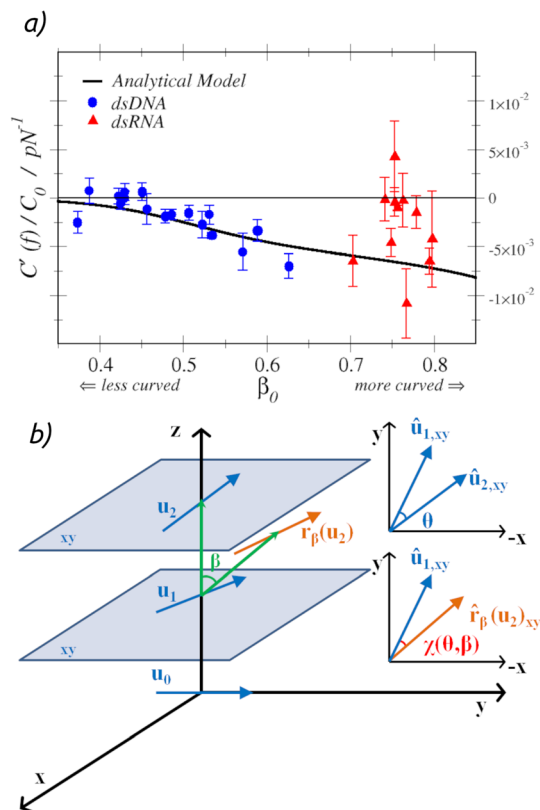 a)
Analytical Model
dsDNA
dsRNA
C' (f) / C₀ / pN⁻¹
1×10⁻²
5×10⁻³
0
-5×10⁻³
-1×10⁻²
0.4 0.5 0.6 0.7 0.8
⇐ less curved β₀ more curved ⇒
b)
z
xy
u₂
β
r_β(u₂)
xy
u₁
u₀
y
x
y
û₁,xy
û₂,xy
θ
-x
y
û₁,xy
r̂_β(u₂)xy
χ(θ,β)
-x